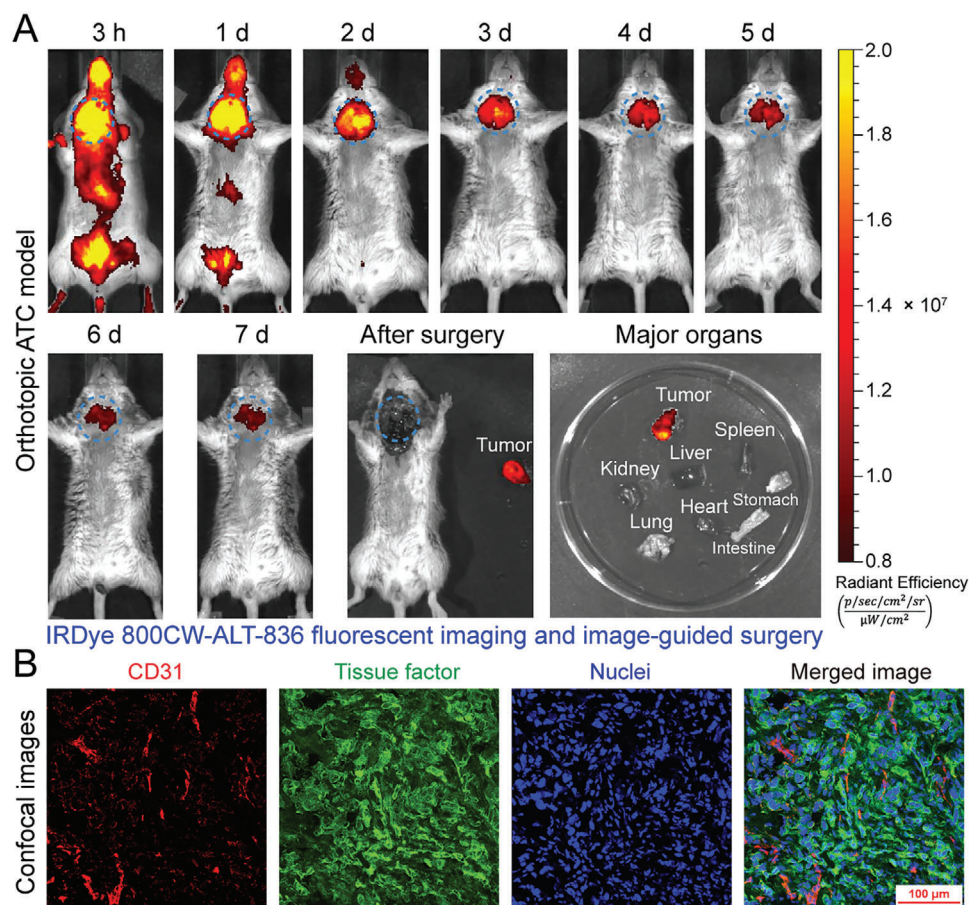 A
3 h
1 d
2 d
3 d
4 d
5 d
Orthotopic ATC model
6 d
7 d
After surgery
Major organs
Tumor
Tumor
Spleen
Liver
Kidney
Stomach
Heart
Lung
Intestine
2.0
1.8
1.6
1.4 × 10⁷
1.2
1.0
0.8
Radiant Efficiency
(p/sec/cm²/sr
μW/cm²)
IRDye 800CW-ALT-836 fluorescent imaging and image-guided surgery
B
CD31
Tissue factor
Nuclei
Merged image
Confocal images
100 μm